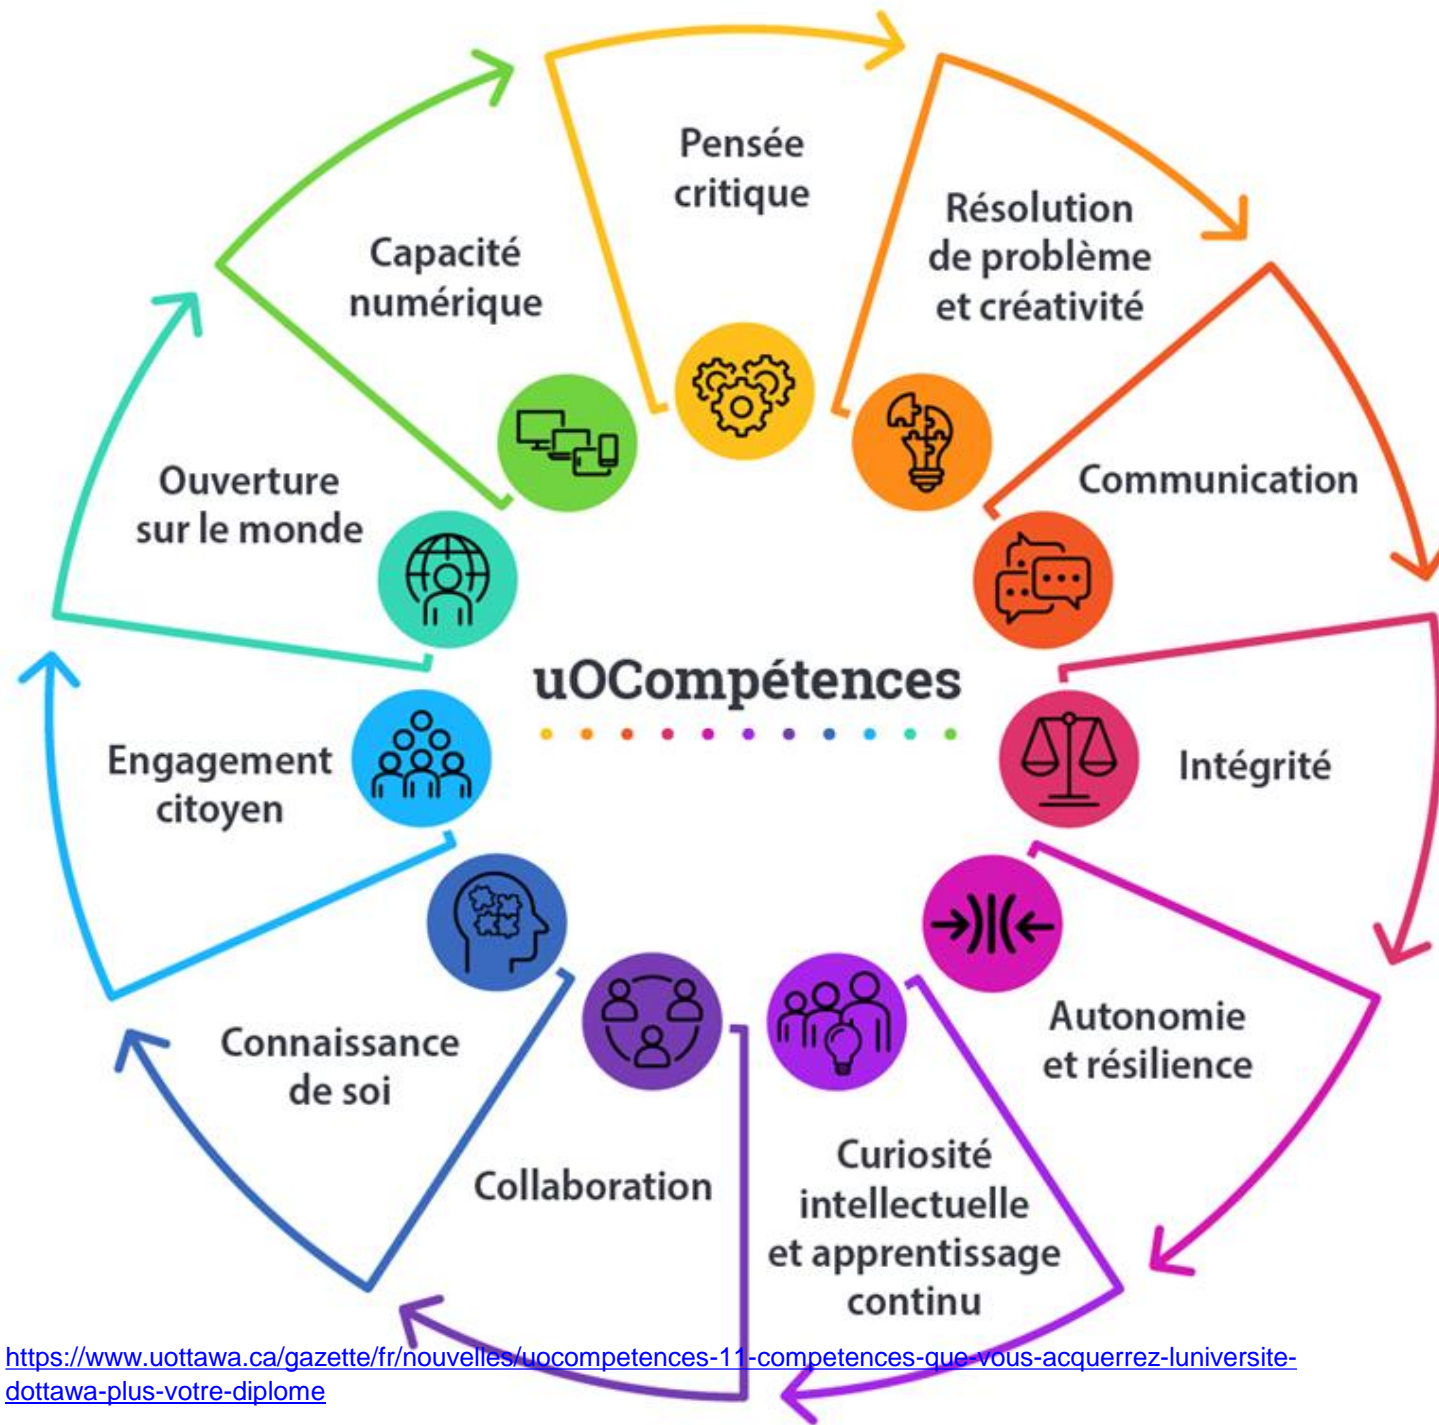 Pensée
critique
Résolution
de problème
et créativité
Communication
Intégrité
Autonomie
et résilience
Curiosité
intellectuelle
et apprentissage
continu
Collaboration
Connaissance
de soi
Engagement
citoyen
Ouverture
sur le monde
Capacité
numérique
uOCompétences
https://www.uottawa.ca/gazette/fr/nouvelles/uocompetences-11-competences-que-vous-acquerrez-luniversite-
dottawa-plus-votre-diplome